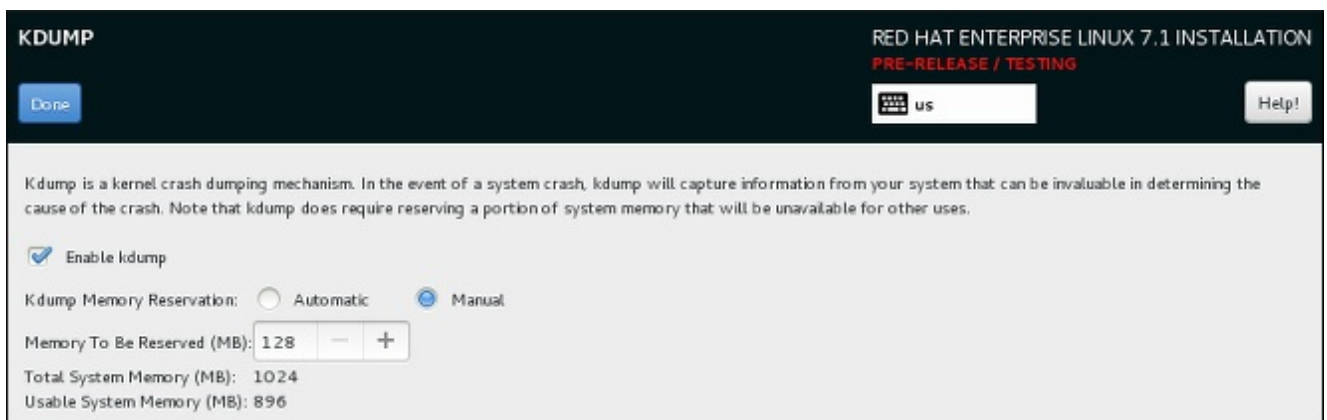 KDUMP
RED HAT ENTERPRISE LINUX 7.1 INSTALLATION
PRE-RELEASE / TESTING
Done
us
Help!
Kdump is a kernel crash dumping mechanism. In the event of a system crash, kdump will capture information from your system that can be invaluable in determining the
cause of the crash. Note that kdump does require reserving a portion of system memory that will be unavailable for other uses.
Enable kdump
Kdump Memory Reservation: Automatic Manual
Memory To Be Reserved (MB): 128 − +
Total System Memory (MB): 1024
Usable System Memory (MB): 896